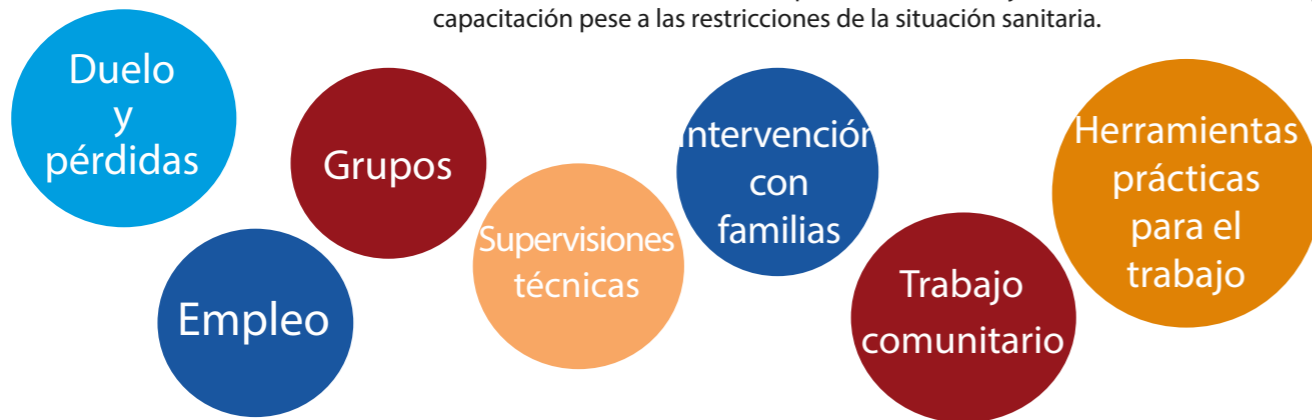 capacitación pese a las restricciones de la situación sanitaria.
Duelo
y
pérdidas
Empleo
Grupos
Supervisiones
técnicas
Intervención
con
familias
Trabajo
comunitario
Herramientas
prácticas
para el
trabajo